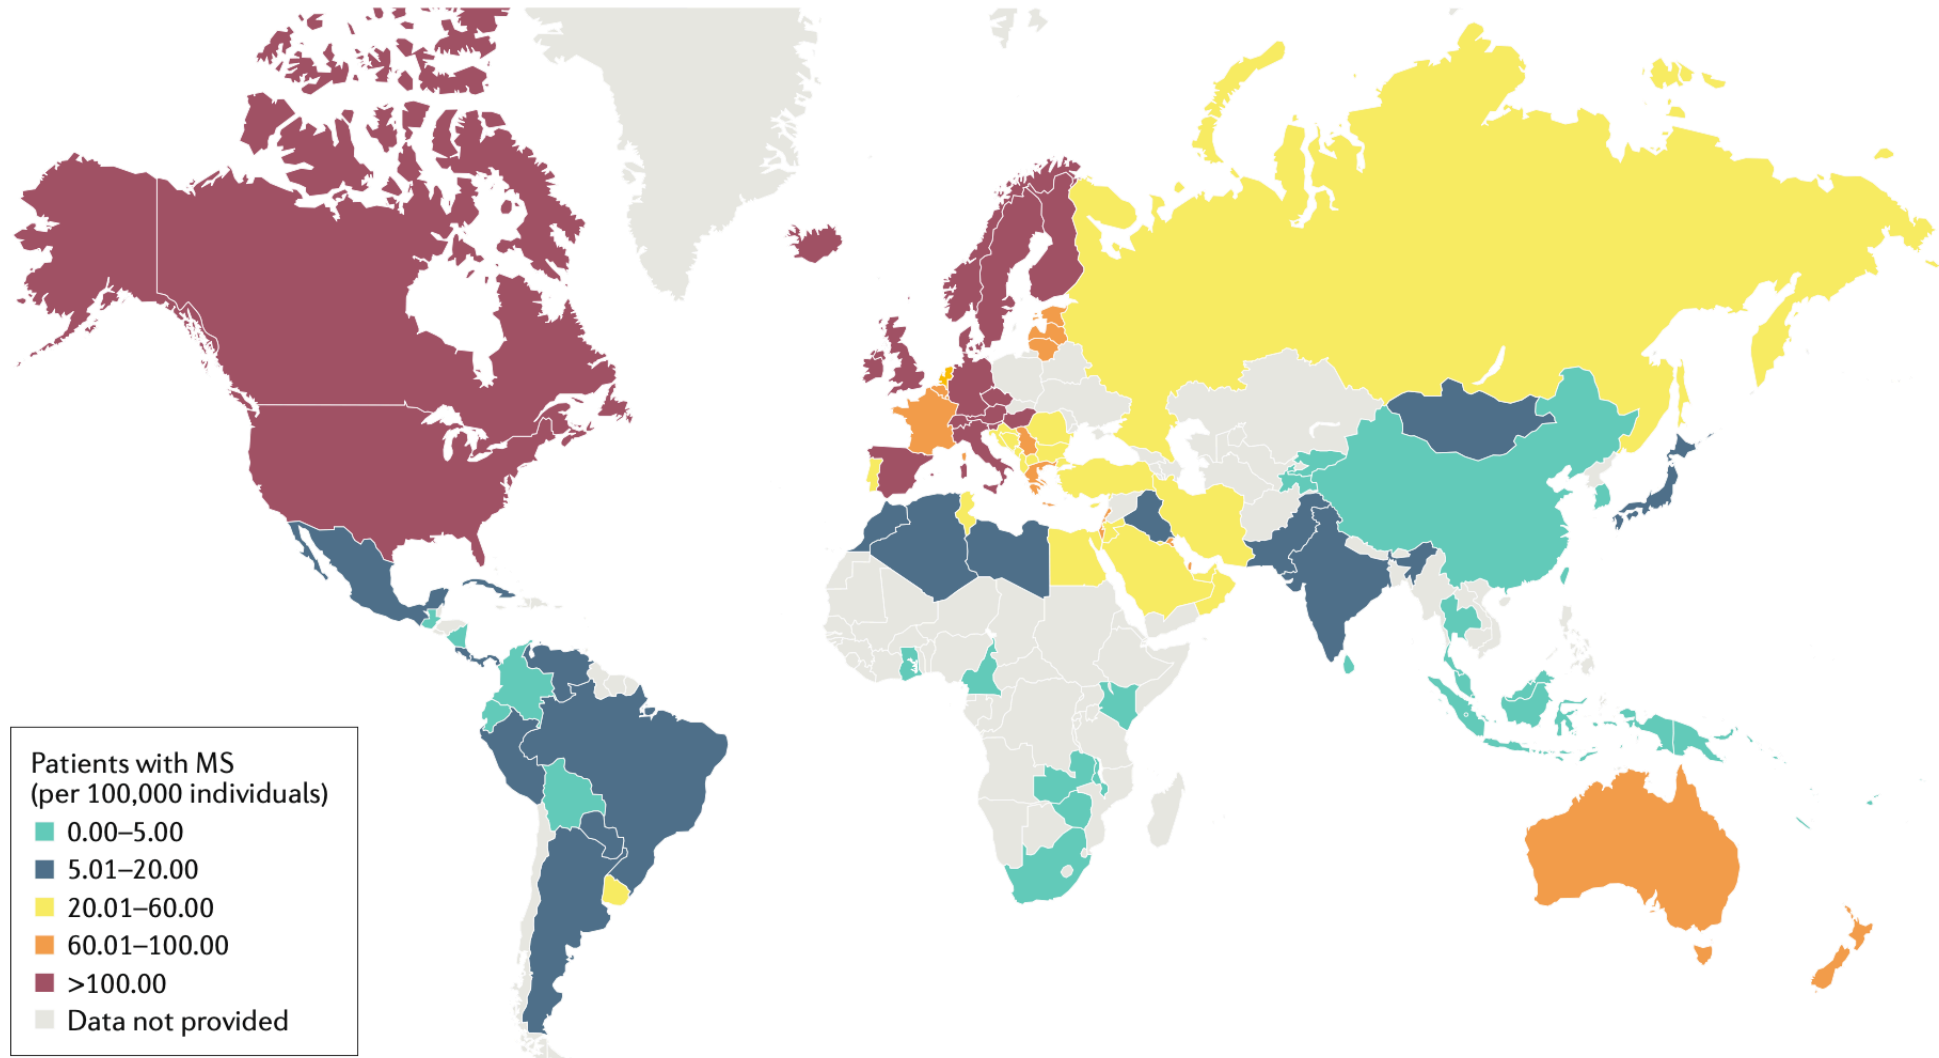 Patients with MS
(per 100,000 individuals)
0.00–5.00
5.01–20.00
20.01–60.00
60.01–100.00
>100.00
Data not provided